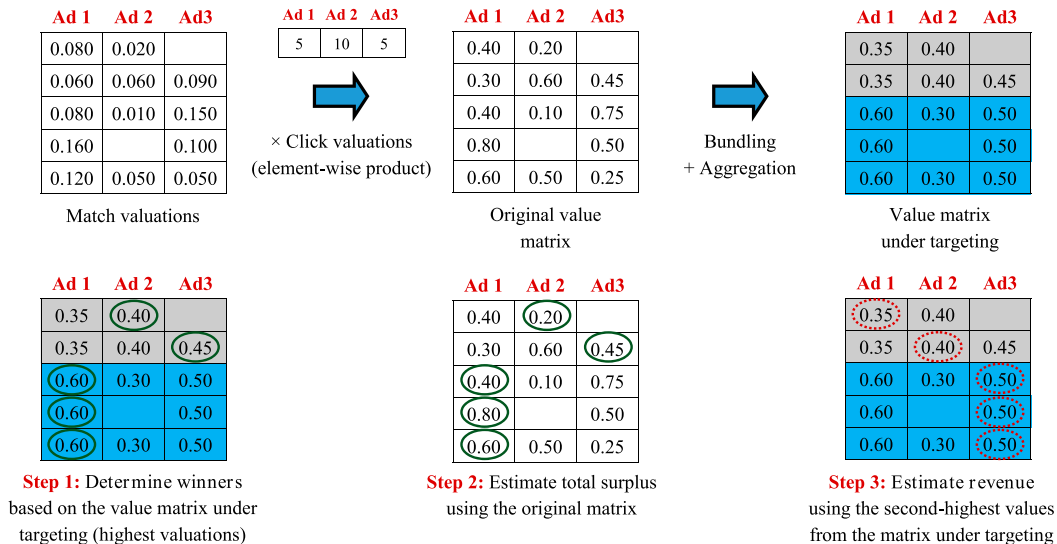 Ad 1 Ad 2 Ad3
0.080 0.020
0.060 0.060 0.090
0.080 0.010 0.150
0.160 0.100
0.120 0.050 0.050
Match valuations
Ad 1 Ad 2 Ad 3
5 10 5
× Click valuations
(element-wise product)
Ad 1 Ad 2 Ad3
0.40 0.20
0.30 0.60 0.45
0.40 0.10 0.75
0.80 0.50
0.60 0.50 0.25
Original value
matrix
Bundling
+ Aggregation
Ad 1 Ad 2 Ad3
0.35 0.40
0.35 0.40 0.45
0.60 0.30 0.50
0.60 0.50
0.60 0.30 0.50
Value matrix
under targeting
Ad 1 Ad 2 Ad3
0.35 0.40
0.35 0.40 0.45
0.60 0.30 0.50
0.60 0.50
0.60 0.30 0.50
Step 1: Determine winners
based on the value matrix under
targeting (highest valuations)
Ad 1 Ad 2 Ad3
0.40 0.20
0.30 0.60 0.45
0.40 0.10 0.75
0.80 0.50
0.60 0.50 0.25
Step 2: Estimate total surplus
using the original matrix
Ad 1 Ad 2 Ad3
0.35 0.40
0.35 0.40 0.45
0.60 0.30 0.50
0.60 0.50
0.60 0.30 0.50
Step 3: Estimate revenue
using the second-highest values
from the matrix under targeting